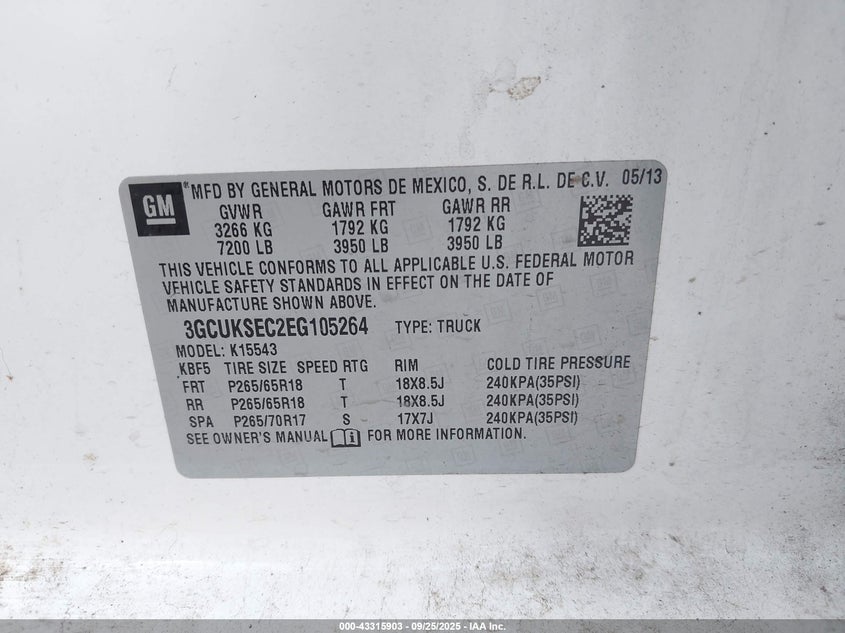 GM ® MFD BY GENERAL MOTORS DE MEXICO, S. DE R.L. DE C.V. 05/13
GVWR GAWR FRT GAWR RR
3266 KG 1792 KG 1792 KG
7200 LB 3950 LB 3950 LB
THIS VEHICLE CONFORMS TO ALL APPLICABLE U.S. FEDERAL MOTOR
VEHICLE SAFETY STANDARDS IN EFFECT ON THE DATE OF
MANUFACTURE SHOWN ABOVE.
3GCUKSEC2EG105264 TYPE: TRUCK
MODEL: K15543
KBF5 TIRE SIZE SPEED RTG RIM COLD TIRE PRESSURE
FRT P265/65R18 T 18X8.5J 240KPA(35PSI)
RR P265/65R18 T 18X8.5J 240KPA(35PSI)
SPA P265/70R17 S 17X7J 240KPA(35PSI)
SEE OWNER'S MANUAL FOR MORE INFORMATION.
000-43315903 - 09/25/2025 - IAA Inc.